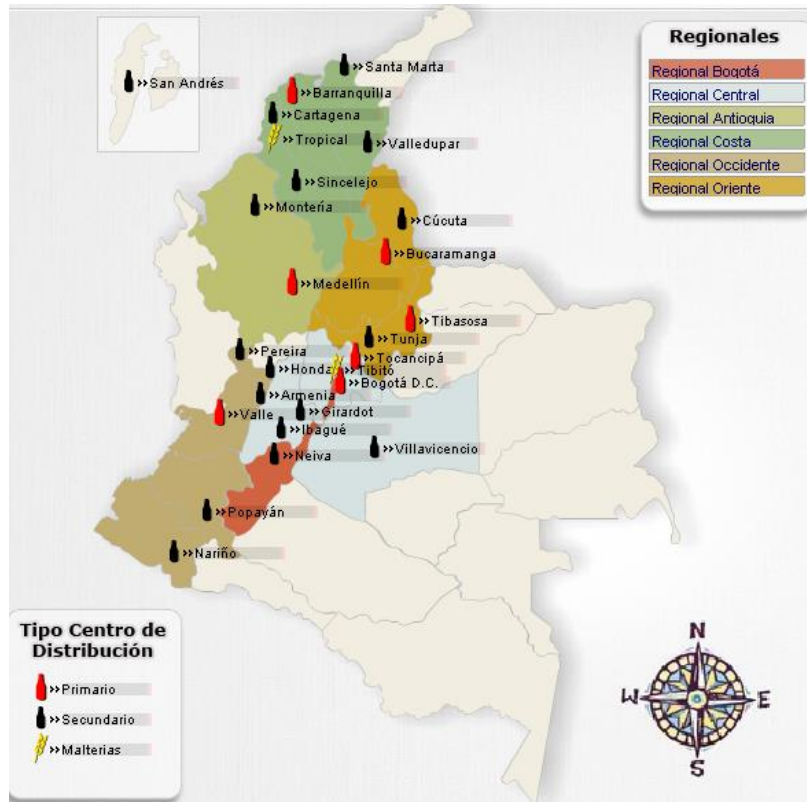 Santa Marta
San Andrés
Barranquilla
Cartagena
Tropical
Valledupar
Sincelejo
Montería
Cúcuta
Bucaramanga
Medellín
Tibasosa
Tunja
Pereira
Tocancipá
Honda
Tibitó
Bogotá D.C.
Armenia
Valle
Girardot
Ibagué
Villavicencio
Neiva
Popayán
Nariño
Regionales
Regional Bogotá
Regional Central
Regional Antioquia
Regional Costa
Regional Occidente
Regional Oriente
Tipo Centro de
Distribución
Primario
Secundario
Malterias
N
W
E
S